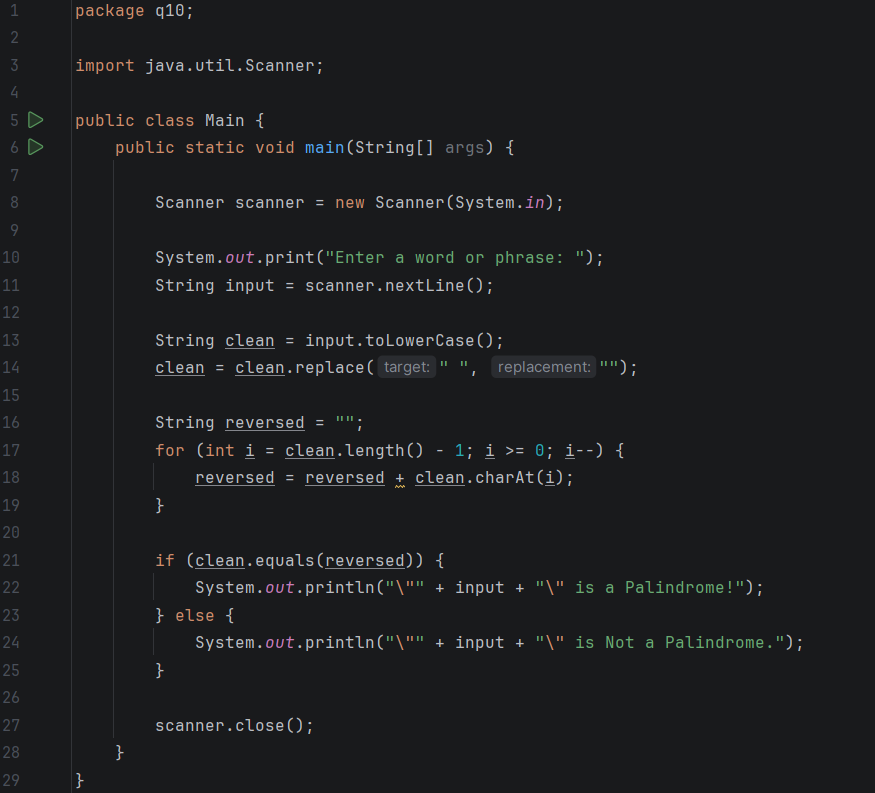 1 package q10;
2
3 import java.util.Scanner;
4
5 public class Main {
6 public static void main(String[] args) {
7
8 Scanner scanner = new Scanner(System.in);
9
10 System.out.print("Enter a word or phrase: ");
11 String input = scanner.nextLine();
12
13 String clean = input.toLowerCase();
14 clean = clean.replace( target: " ", replacement: "");
15
16 String reversed = "";
17 for (int i = clean.length() - 1; i >= 0; i--) {
18 reversed = reversed + clean.charAt(i);
19 }
20
21 if (clean.equals(reversed)) {
22 System.out.println("\"" + input + "\" is a Palindrome!");
23 } else {
24 System.out.println("\"" + input + "\" is Not a Palindrome.");
25 }
26
27 scanner.close();
28 }
29 }